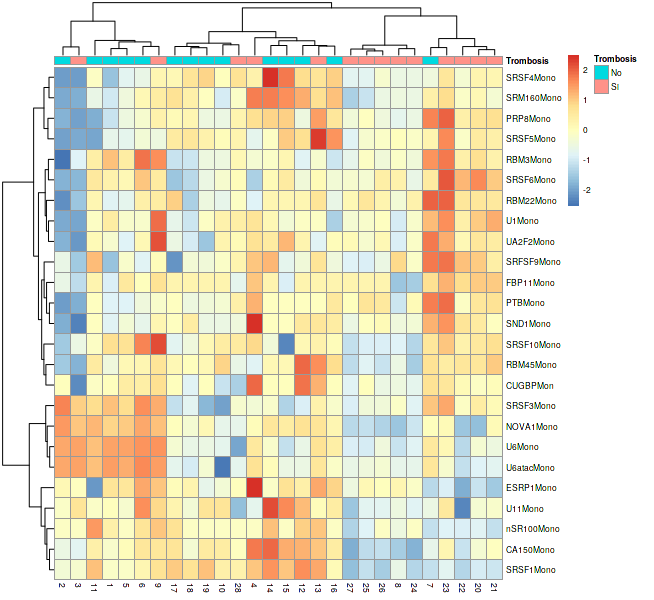 Trombosis
SRSF4Mono
SRM160Mono
PRP8Mono
SRSF5Mono
RBM3Mono
SRSF6Mono
RBM22Mono
U1Mono
UA2F2Mono
SRFSF9Mono
FBP11Mono
PTBMono
SND1Mono
SRSF10Mono
RBM45Mono
CUGBPMon
SRSF3Mono
NOVA1Mono
U6Mono
U6atacMono
ESRP1Mono
U11Mono
nSR100Mono
CA150Mono
SRSF1Mono
2 3 11 1 5 6 9 17 18 19 10 28 4 14 15 12 13 16 27 25 26 8 24 7 23 22 20 21
2
1
0
-1
-2
Trombosis
No
SI